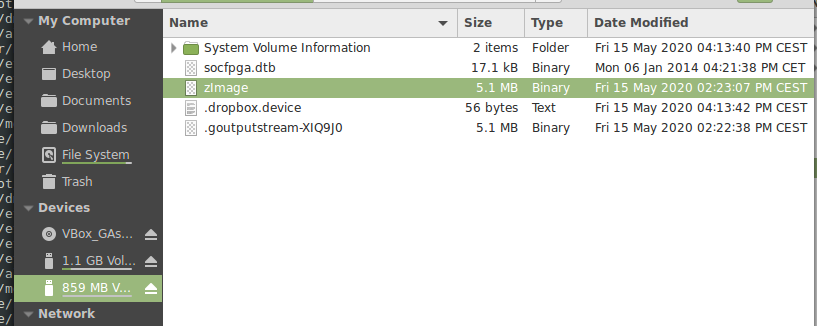 Name Size Type Date Modified
My Computer
Home
Desktop
Documents
Downloads
File System
Trash
Devices
VBox_GAs...
1.1 GB Vol...
859 MB V...
Network
System Volume Information 2 items Folder Fri 15 May 2020 04:13:40 PM CEST
socfpga.dtb 17.1 kB Binary Mon 06 Jan 2014 04:21:38 PM CET
zImage 5.1 MB Binary Fri 15 May 2020 02:23:07 PM CEST
.dropbox.device 56 bytes Text Fri 15 May 2020 04:13:42 PM CEST
.goutputstream-XIQ9J0 5.1 MB Binary Fri 15 May 2020 02:22:38 PM CEST